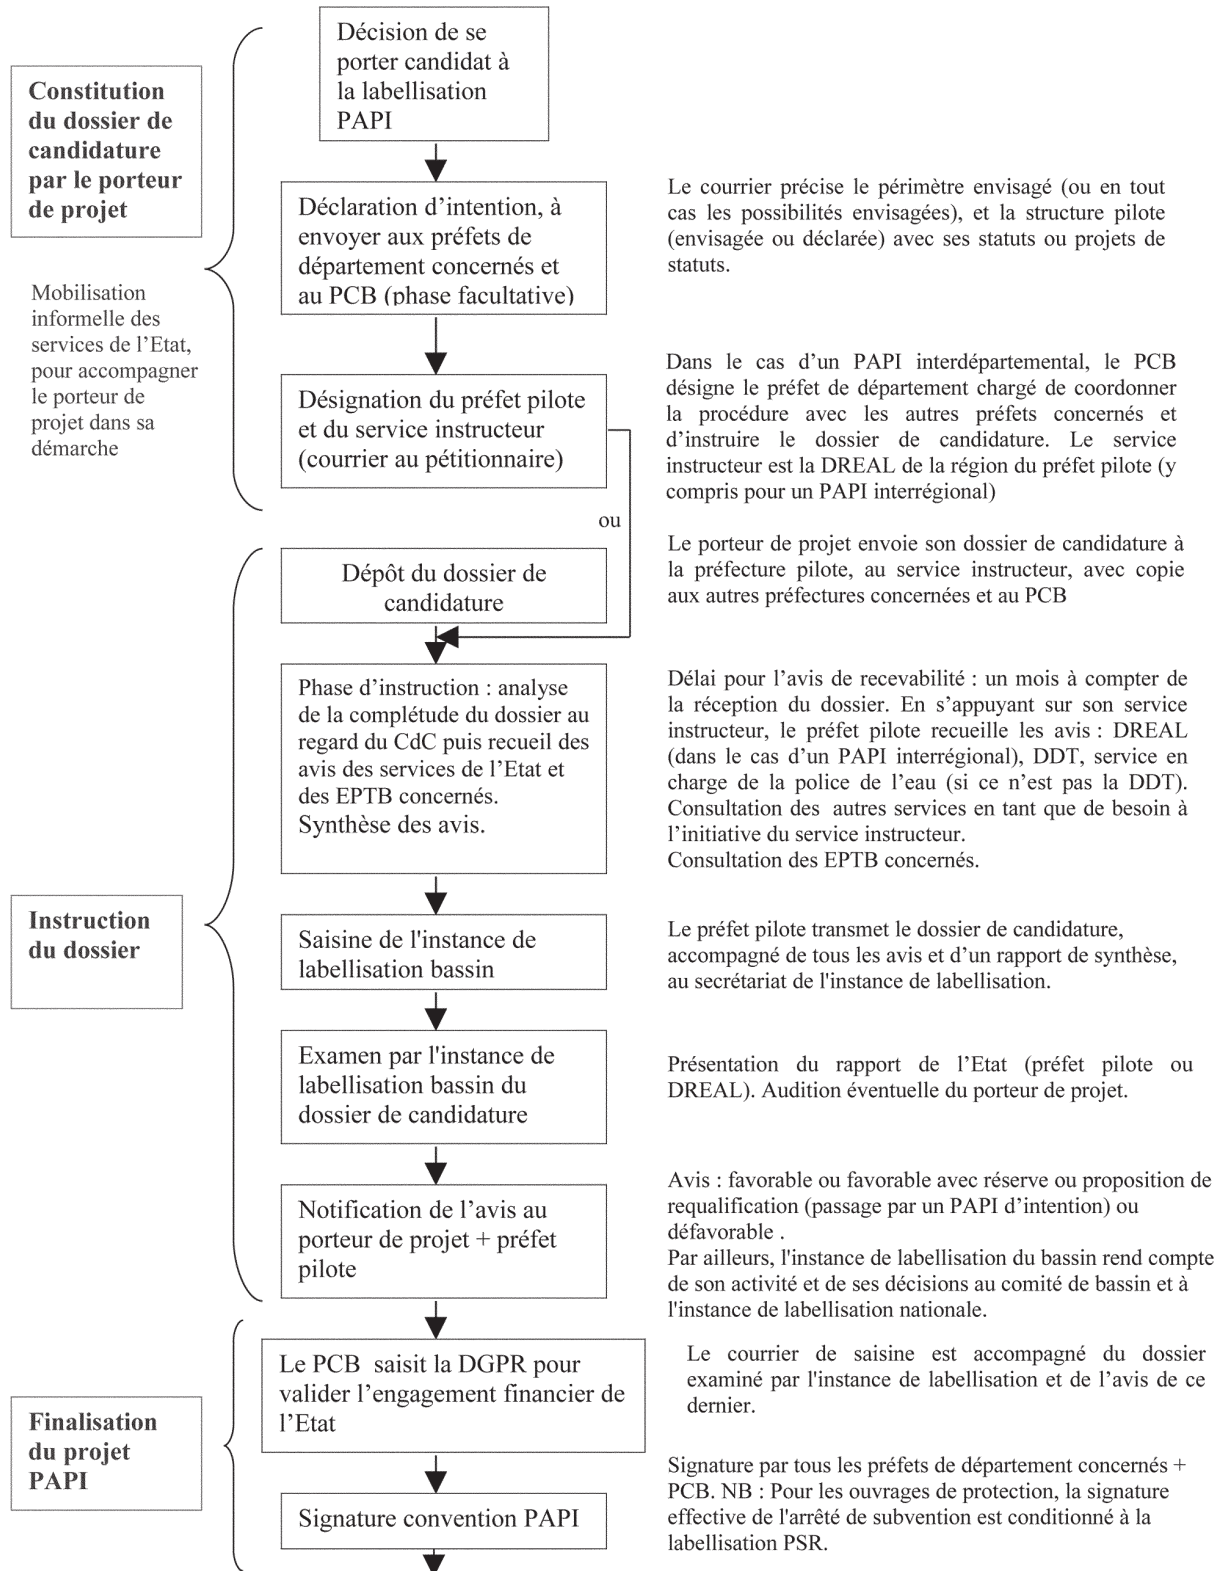 Décision de se
porter candidat à
la labellisation
PAPI
Constitution
du dossier de
candidature
par le porteur
de projet
Mobilisation
informelle des
services de l’Etat,
pour accompagner
le porteur de
projet dans sa
démarche
Déclaration d’intention, à
envoyer aux préfets de
département concernés et
au PCB (phase facultative)
Le courrier précise le périmètre envisagé (ou en tout
cas les possibilités envisagées), et la structure pilote
(envisagée ou déclarée) avec ses statuts ou projets de
statuts.
Désignation du préfet pilote
et du service instructeur
(courrier au pétitionnaire)
Dans le cas d’un PAPI interdépartemental, le PCB
désigne le préfet de département chargé de coordonner
la procédure avec les autres préfets concernés et
d’instruire le dossier de candidature. Le service
instructeur est la DREAL de la région du préfet pilote (y
compris pour un PAPI interrégional)
ou
Dépôt du dossier de
candidature
Le porteur de projet envoie son dossier de candidature à
la préfecture pilote, au service instructeur, avec copie
aux autres préfectures concernées et au PCB
Instruction
du dossier
Phase d’instruction : analyse
de la complétude du dossier au
regard du CdC puis recueil des
avis des services de l’Etat et
des EPTB concernés.
Synthèse des avis.
Délai pour l’avis de recevabilité : un mois à compter de
la réception du dossier. En s’appuyant sur son service
instructeur, le préfet pilote recueille les avis : DREAL
(dans le cas d’un PAPI interrégional), DDT, service en
charge de la police de l’eau (si ce n’est pas la DDT).
Consultation des autres services en tant que de besoin à
l’initiative du service instructeur.
Consultation des EPTB concernés.
Saisine de l'instance de
labellisation bassin
Le préfet pilote transmet le dossier de candidature,
accompagné de tous les avis et d’un rapport de synthèse,
au secrétariat de l'instance de labellisation.
Examen par l'instance de
labellisation bassin du
dossier de candidature
Présentation du rapport de l’Etat (préfet pilote ou
DREAL). Audition éventuelle du porteur de projet.
Notification de l’avis au
porteur de projet + préfet
pilote
Avis : favorable ou favorable avec réserve ou proposition de
requalification (passage par un PAPI d’intention) ou
défavorable .
Par ailleurs, l'instance de labellisation du bassin rend compte
de son activité et de ses décisions au comité de bassin et à
l'instance de labellisation nationale.
Finalisation
du projet
PAPI
Le PCB saisit la DGPR pour
valider l’engagement financier de
l’Etat
Le courrier de saisine est accompagné du dossier
examiné par l'instance de labellisation et de l’avis de ce
dernier.
Signature convention PAPI
Signature par tous les préfets de département concernés +
PCB. NB : Pour les ouvrages de protection, la signature
effective de l'arrêté de subvention est conditionné à la
labellisation PSR.